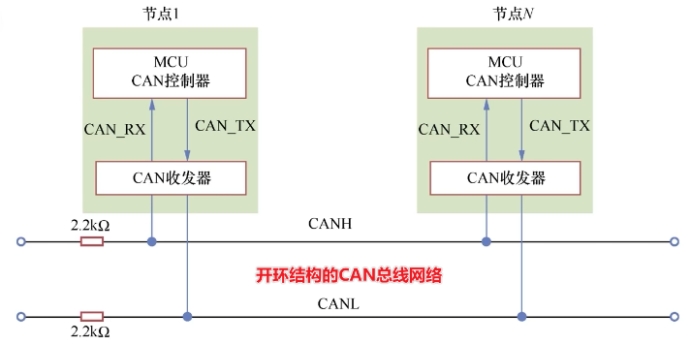 节点1
节点N
MCU
CAN控制器
MCU
CAN控制器
CAN_RX
CAN_TX
CAN_RX
CAN_TX
CAN收发器
CAN收发器
2.2kΩ
CANH
开环结构的CAN总线网络
CANL
2.2kΩ